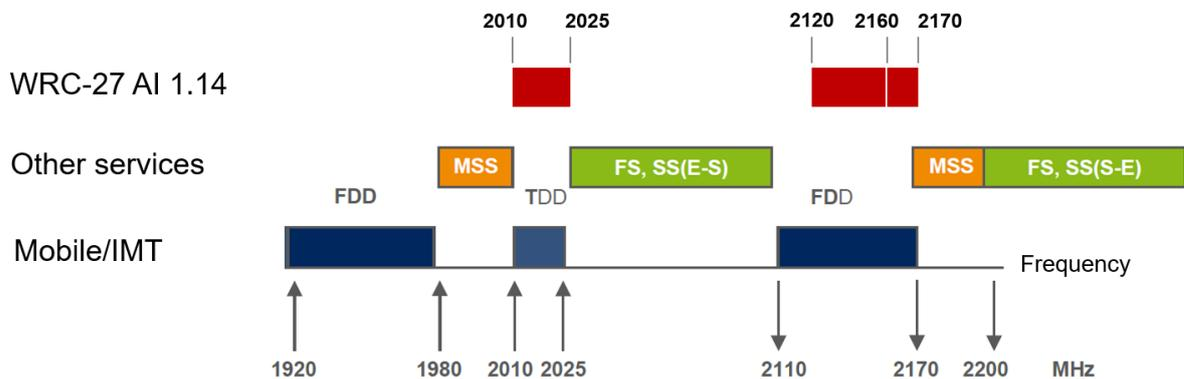 2010 2025 2120 2160 2170
WRC-27 AI 1.14
Other services MSS FS, SS(E-S) MSS FS, SS(S-E)
FDD TDD FDD
Mobile/IMT Frequency
1920 1980 2010 2025 2110 2170 2200 MHz